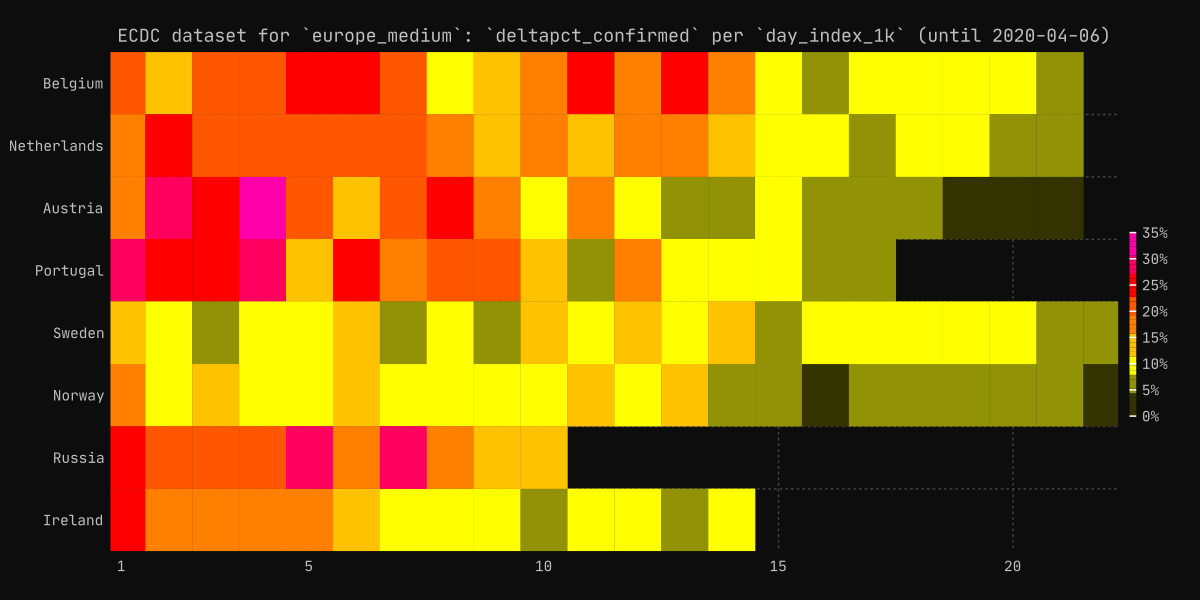 ECDC dataset for `europe_medium`: `deltapct_confirmed` per `day_index_1k` (until 2020-04-06)
Belgium
Netherlands
Austria
Portugal
Sweden
Norway
Russia
Ireland
1 5 10 15 20
35%
30%
25%
20%
15%
10%
5%
0%